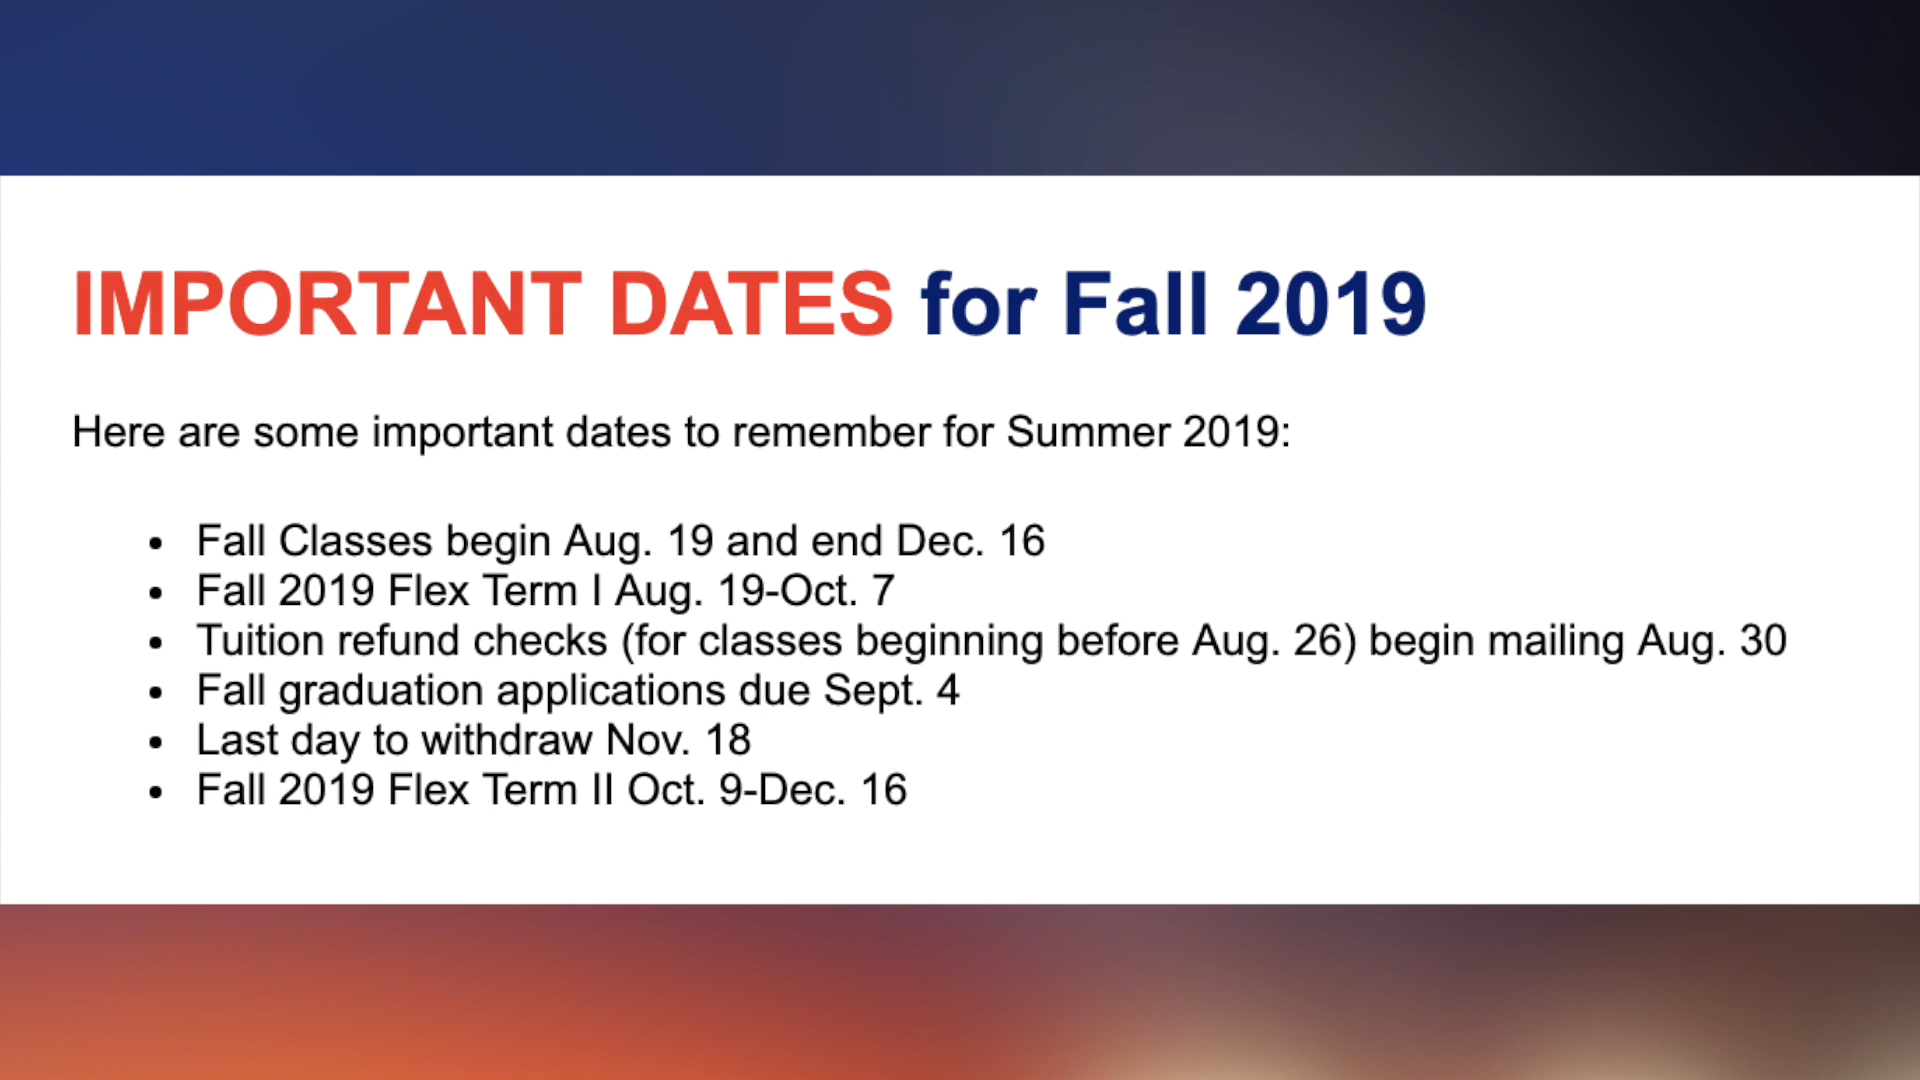 IMPORTANT DATES for Fall 2019
Here are some important dates to remember for Summer 2019:
• Fall Classes begin Aug. 19 and end Dec. 16
• Fall 2019 Flex Term I Aug. 19-Oct. 7
• Tuition refund checks (for classes beginning before Aug. 26) begin mailing Aug. 30
• Fall graduation applications due Sept. 4
• Last day to withdraw Nov. 18
• Fall 2019 Flex Term II Oct. 9-Dec. 16